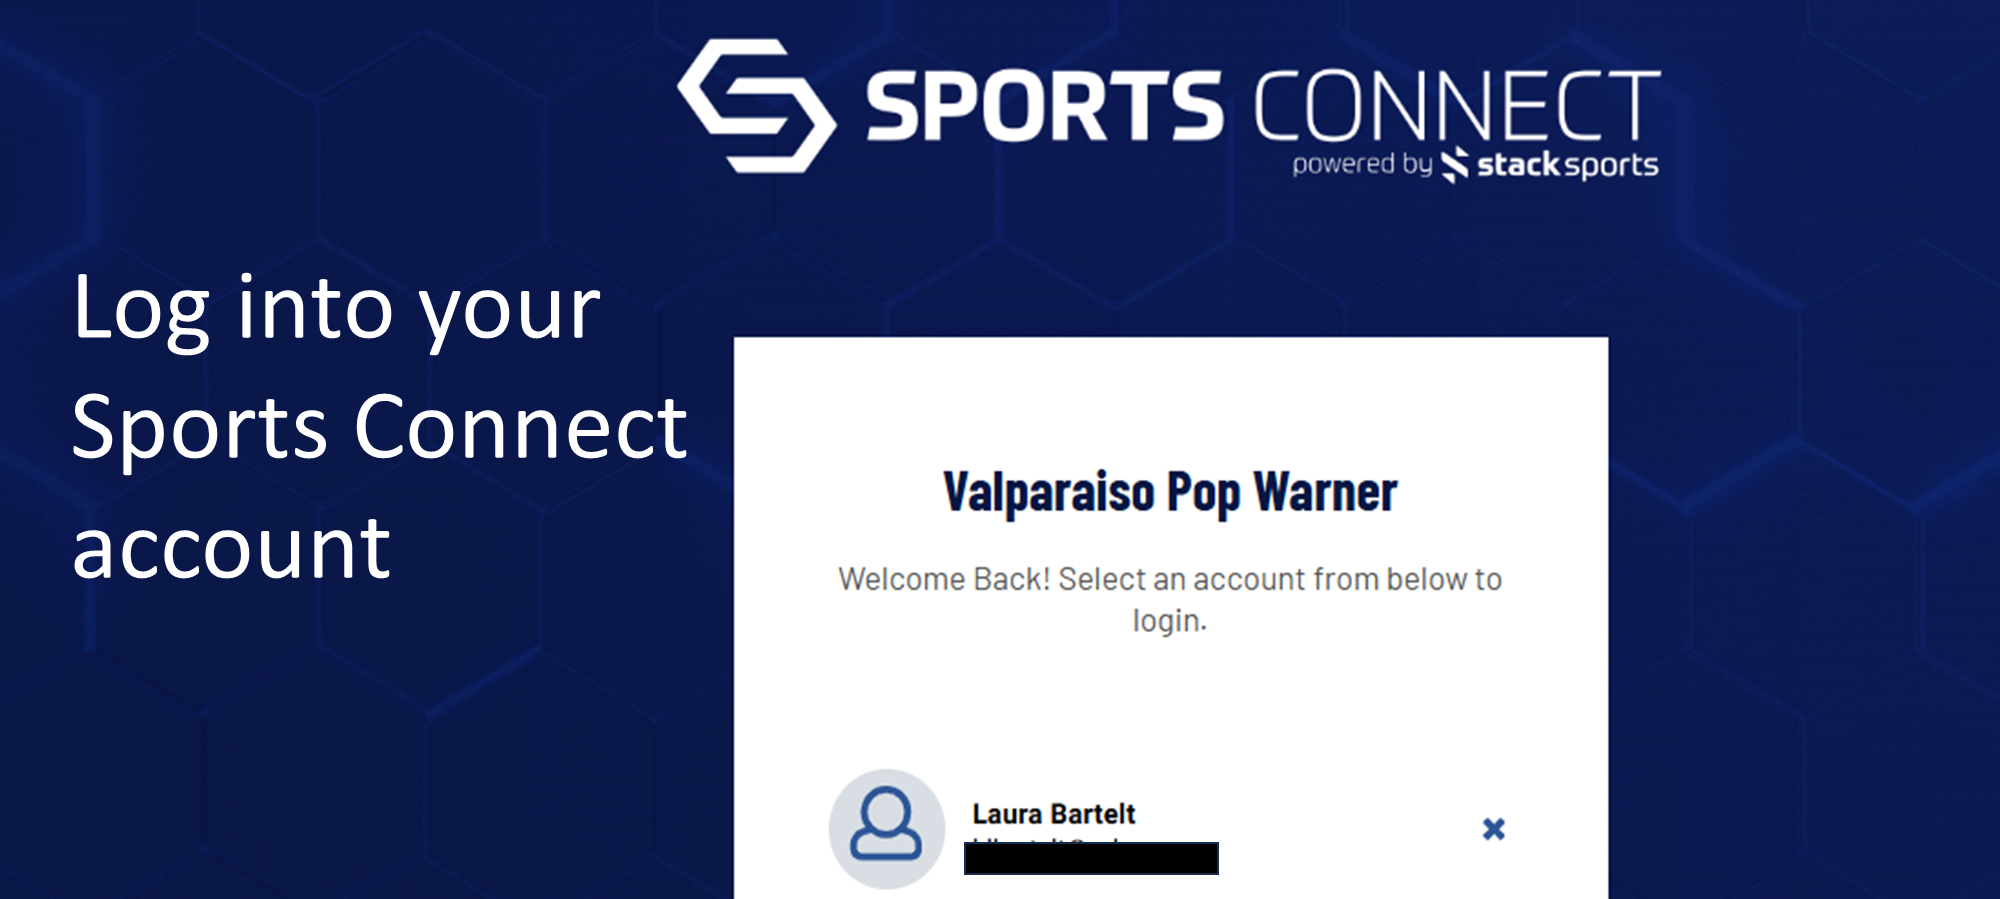 SPORTS CONNECT
powered by stack sports
Log into your
Sports Connect
account
Valparaiso Pop Warner
Welcome Back! Select an account from below to
login.
Laura Bartelt